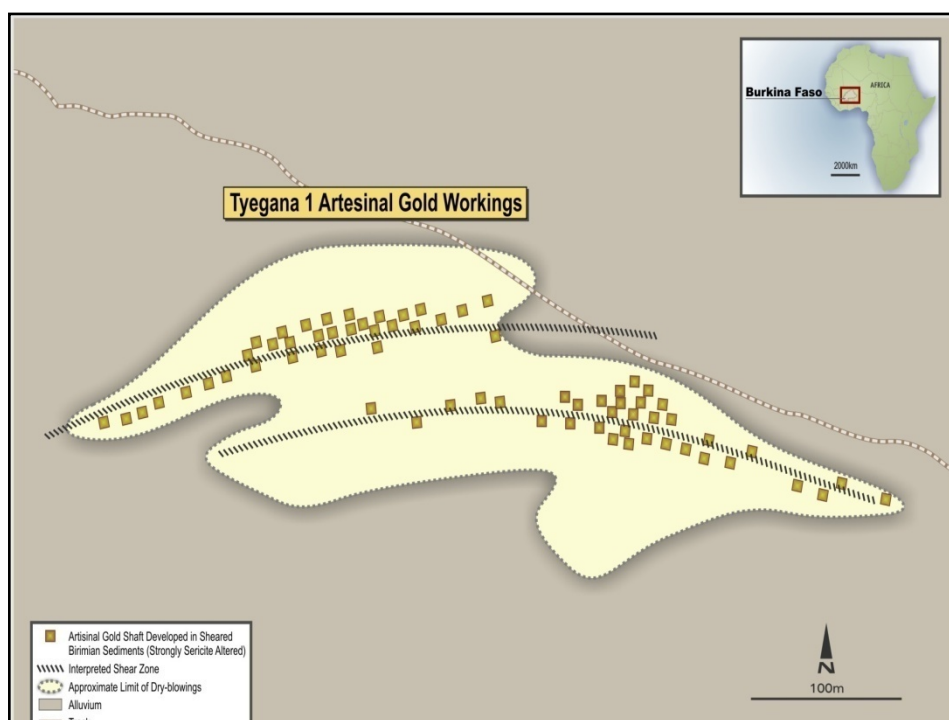 AFRICA
Burkina Faso
2000km
Tyegana 1 Artesinal Gold Workings
Artisinal Gold Shaft Developed in Sheared
Birimian Sediments (Strongly Sericite Altered)
Interpreted Shear Zone
Approximate Limit of Dry-blowings
Alluvium
N
100m